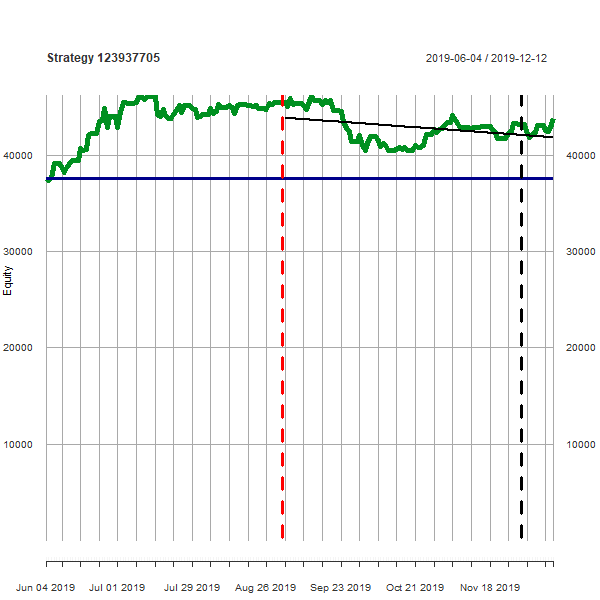 Strategy 123937705
2019-06-04 / 2019-12-12
40000
40000
30000
30000
Equity
20000
20000
10000
10000
Jun 04 2019
Jul 01 2019
Jul 29 2019
Aug 26 2019
Sep 23 2019
Oct 21 2019
Nov 18 2019